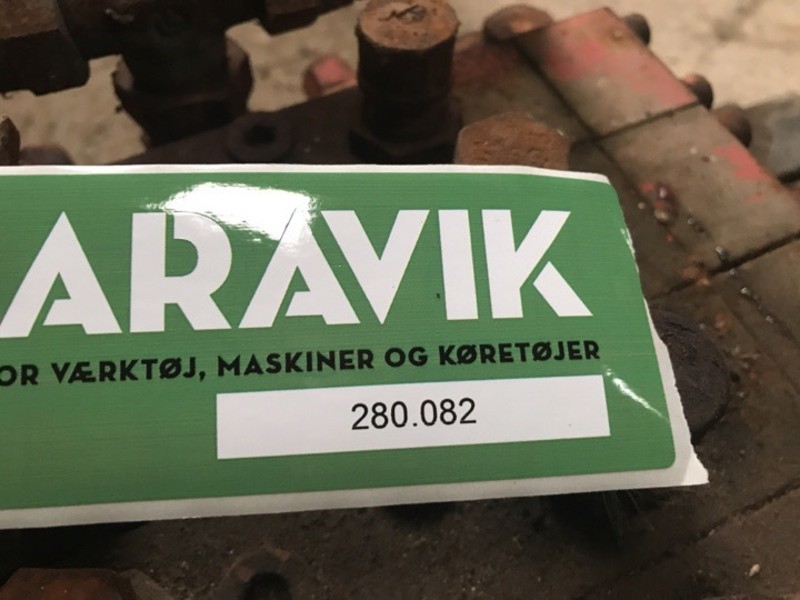 ARAVIK
OR VÆRKTØJ, MASKINER OG KØRETØJER
280.082